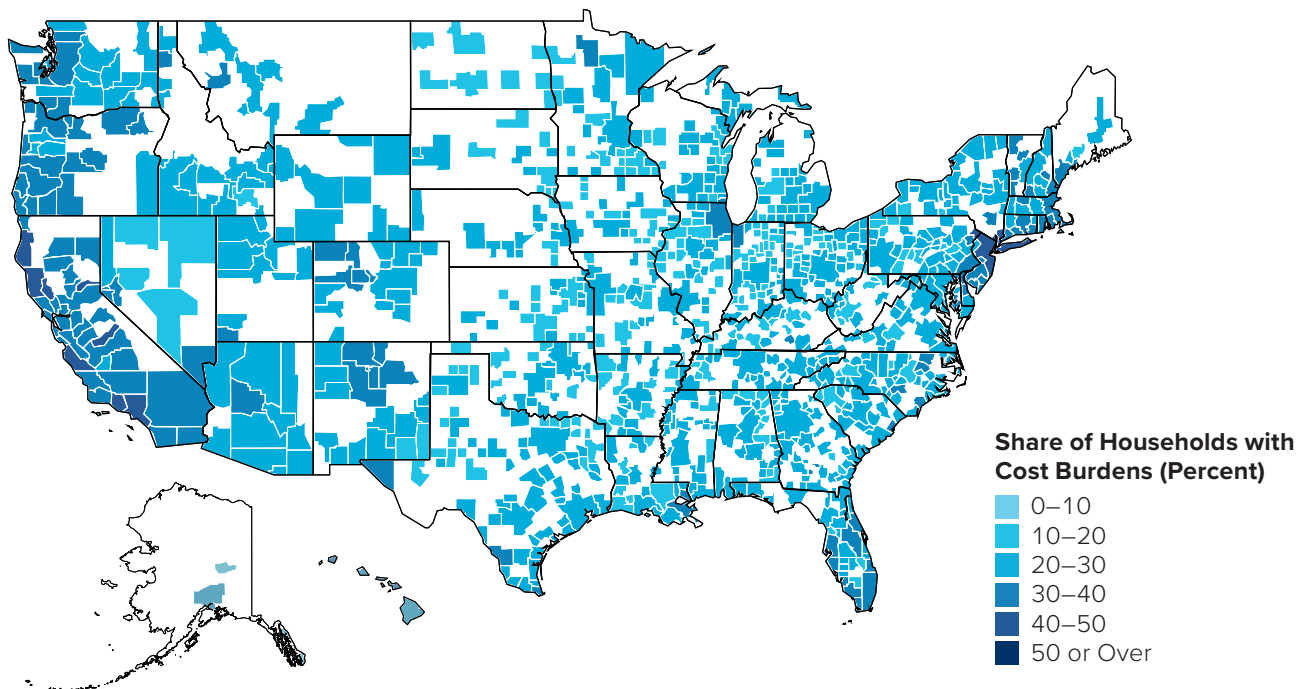 Share of Households with
Cost Burdens (Percent)
0–10
10–20
20–30
30–40
40–50
50 or Over